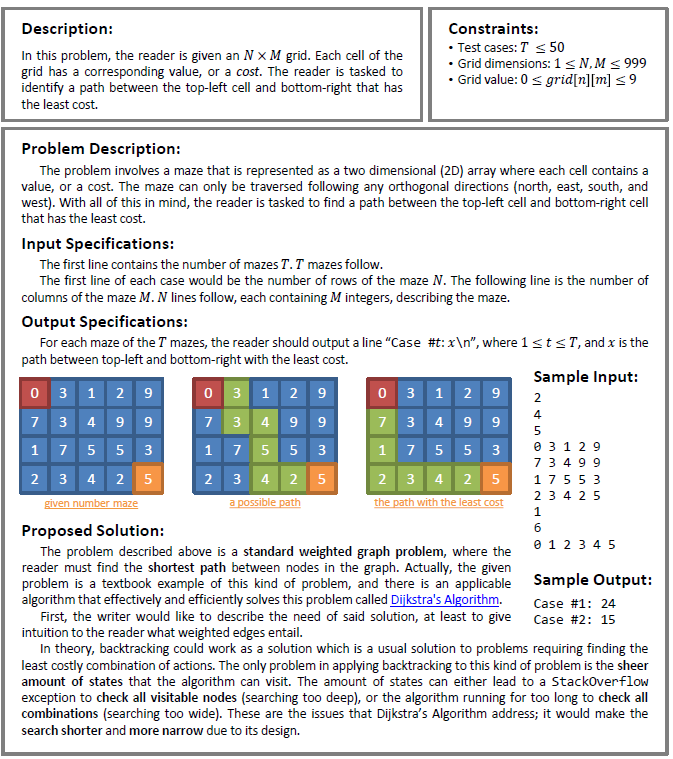 Description:
In this problem, the reader is given an N × M grid. Each cell of the
grid has a corresponding value, or a cost. The reader is tasked to
identify a path between the top-left cell and bottom-right that has
the least cost.
Constraints:
• Test cases: T ≤ 50
• Grid dimensions: 1 ≤ N, M ≤ 999
• Grid value: 0 ≤ grid[n][m] ≤ 9
Problem Description:
The problem involves a maze that is represented as a two dimensional (2D) array where each cell contains a
value, or a cost. The maze can only be traversed following any orthogonal directions (north, east, south, and
west). With all of this in mind, the reader is tasked to find a path between the top-left cell and bottom-right cell
that has the least cost.
Input Specifications:
The first line contains the number of mazes T. T mazes follow.
The first line of each case would be the number of rows of the maze N. The following line is the number of
columns of the maze M. N lines follow, each containing M integers, describing the maze.
Output Specifications:
For each maze of the T mazes, the reader should output a line “Case #t: x\n”, where 1 ≤ t ≤ T, and x is the
path between top-left and bottom-right with the least cost.
0 3 1 2 9
7 3 4 9 9
1 7 5 5 3
2 3 4 2 5
given number maze
0 3 1 2 9
7 3 4 9 9
1 7 5 5 3
2 3 4 2 5
a possible path
0 3 1 2 9
7 3 4 9 9
1 7 5 5 3
2 3 4 2 5
the path with the least cost
Sample Input:
2
4
5
0 3 1 2 9
7 3 4 9 9
1 7 5 5 3
2 3 4 2 5
1
6
0 1 2 3 4 5
Sample Output:
Case #1: 24
Case #2: 15
Proposed Solution:
The problem described above is a standard weighted graph problem, where the
reader must find the shortest path between nodes in the graph. Actually, the given
problem is a textbook example of this kind of problem, and there is an applicable
algorithm that effectively and efficiently solves this problem called Dijkstra's Algorithm.
First, the writer would like to describe the need of said solution, at least to give
intuition to the reader what weighted edges entail.
In theory, backtracking could work as a solution which is a usual solution to problems requiring finding the
least costly combination of actions. The only problem in applying backtracking to this kind of problem is the sheer
amount of states that the algorithm can visit. The amount of states can either lead to a StackOverflow
exception to check all visitable nodes (searching too deep), or the algorithm running for too long to check all
combinations (searching too wide). These are the issues that Dijkstra’s Algorithm address; it would make the
search shorter and more narrow due to its design.